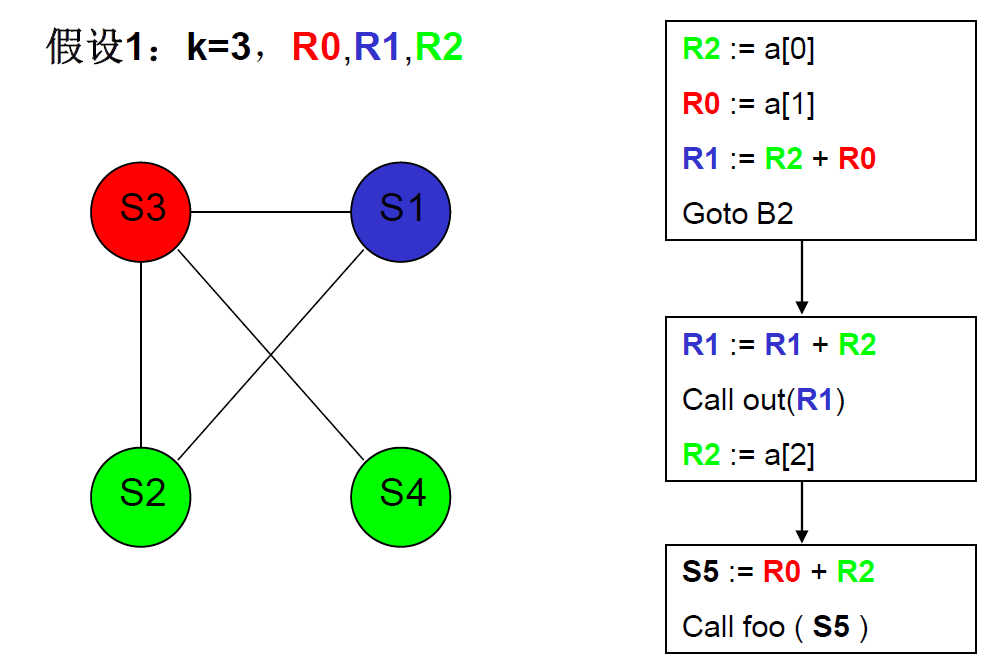 假设1：k=3，R0,R1,R2
S3
S1
S2
S4
R2 := a[0]
R0 := a[1]
R1 := R2 + R0
Goto B2
R1 := R1 + R2
Call out(R1)
R2 := a[2]
S5 := R0 + R2
Call foo ( S5 )